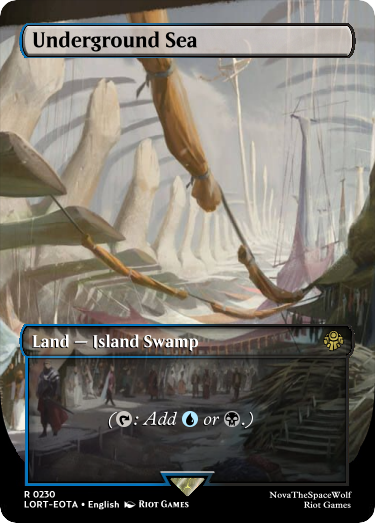 Underground Sea
Land — Island Swamp
(: Add or .)
R 0230
LORT-EOTA • English Riot Games
NovaTheSpaceWolf
Riot Games